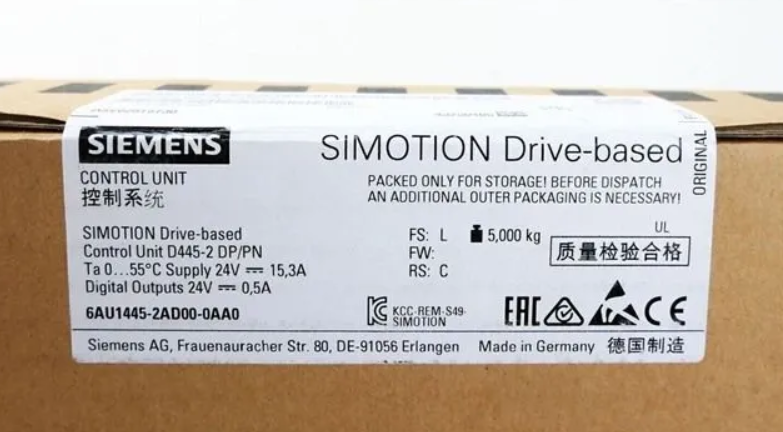 SIEMENS
SIMOTION Drive-based
ORIGINAL
CONTROL UNIT
控制系统
PACKED ONLY FOR STORAGE! BEFORE DISPATCH
AN ADDITIONAL OUTER PACKAGING IS NECESSARY!
SIMOTION Drive-based
Control Unit D445-2 DP/PN
Ta 0...55°C Supply 24V ⎓ 15,3A
Digital Outputs 24V ⎓ 0,5A
6AU1445-2AD00-0AA0
FS: L
5,000 kg
FW:
RS: C
UL
质量检验合格
KCC-REM-S49-
SIMOTION
EAC
CE
Siemens AG, Frauenauracher Str. 80, DE-91056 Erlangen Made in Germany 德国制造